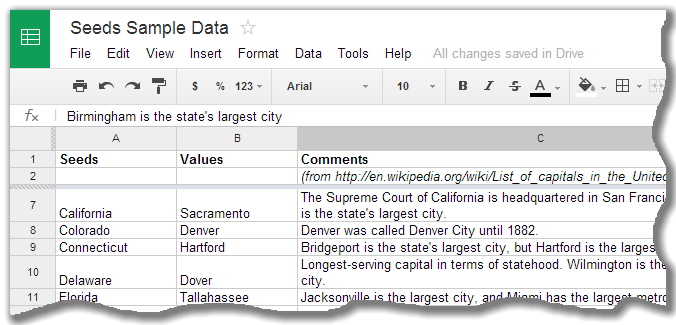 Seeds Sample Data
File Edit View Insert Format Data Tools Help All changes saved in Drive
$ % 123 Arial 10 B I S A
fx Birmingham is the state's largest city
A B C
1 Seeds Values Comments
2 (from http://en.wikipedia.org/wiki/List_of_capitals_in_the_United
The Supreme Court of California is headquartered in San Franci
7 California Sacramento is the state's largest city.
8 Colorado Denver Denver was called Denver City until 1882.
9 Connecticut Hartford Bridgeport is the state's largest city, but Hartford is the larges
Longest-serving capital in terms of statehood. Wilmington is the
10 Delaware Dover city.
11 Florida Tallahassee Jacksonville is the largest city, and Miami has the largest metro